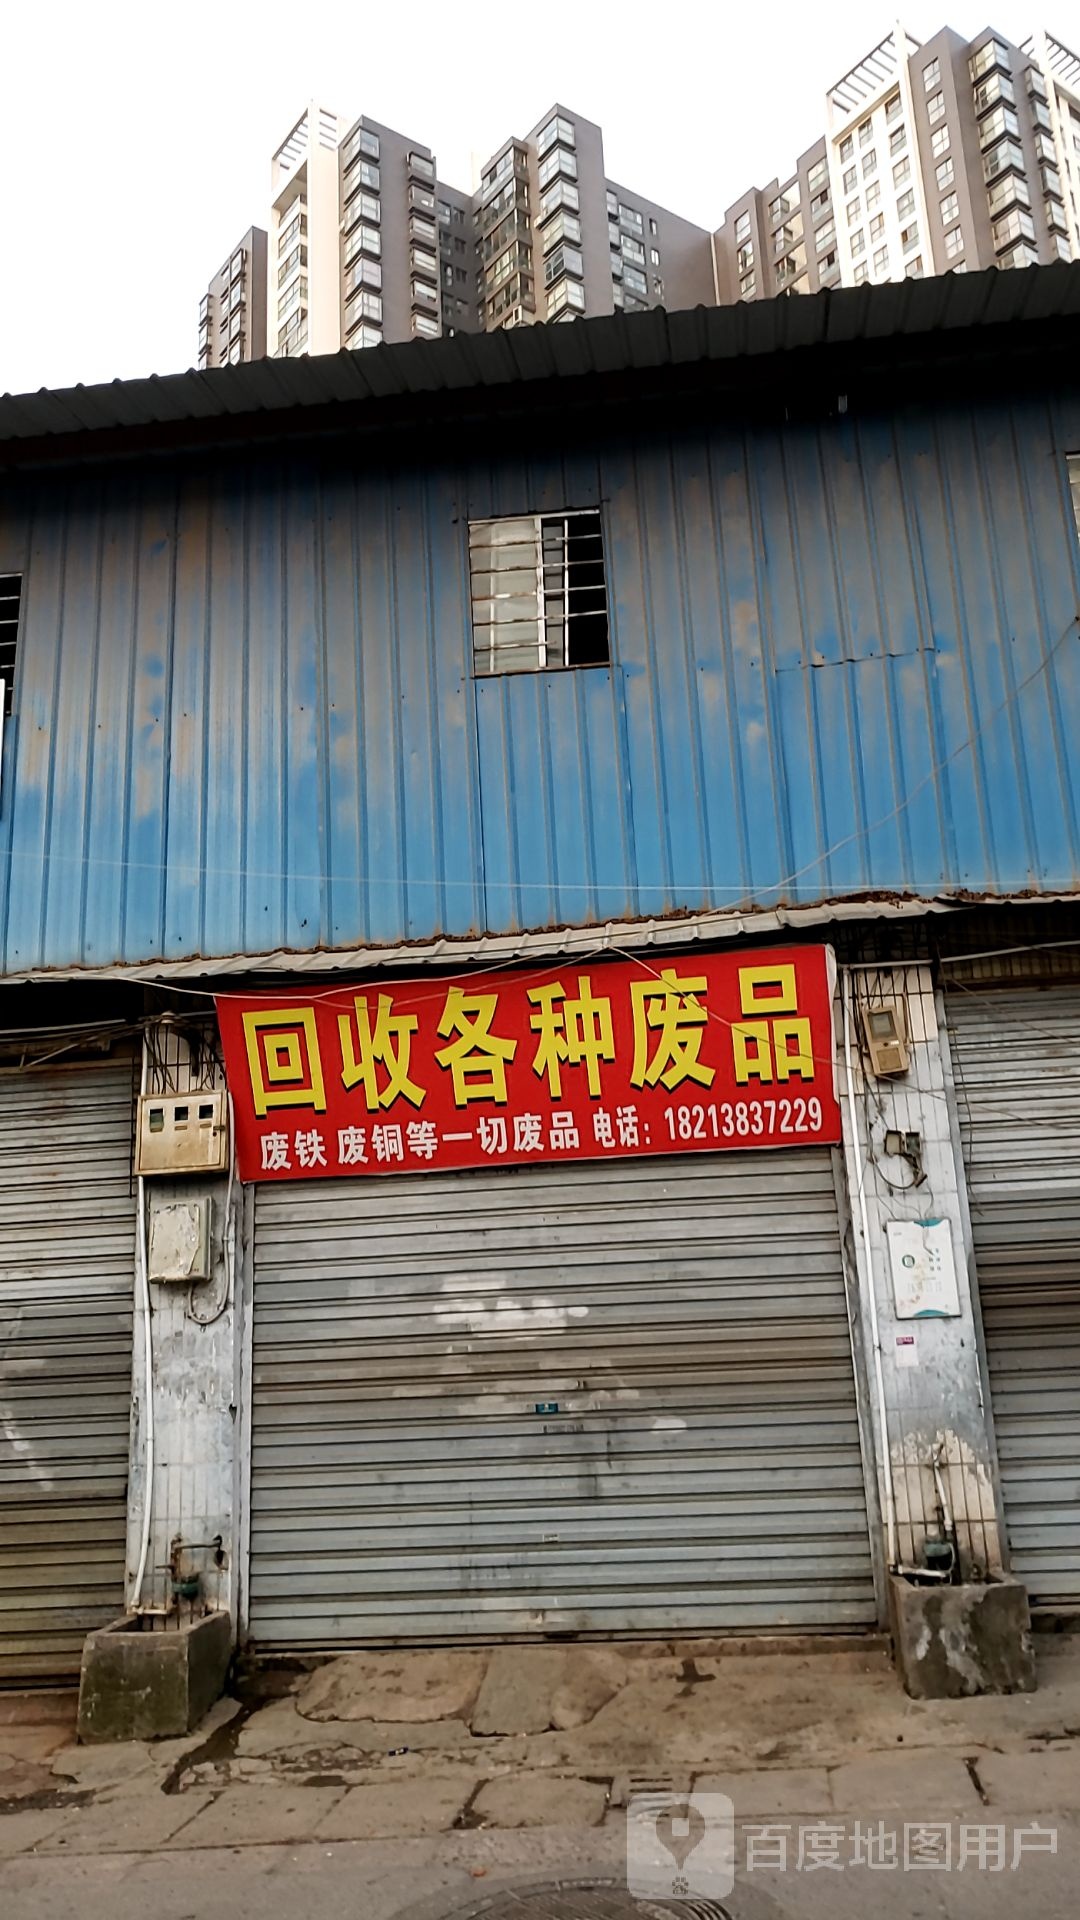 回收各种废品
废铁 废铜等一切废品 电话：18213837229
百度地图用户